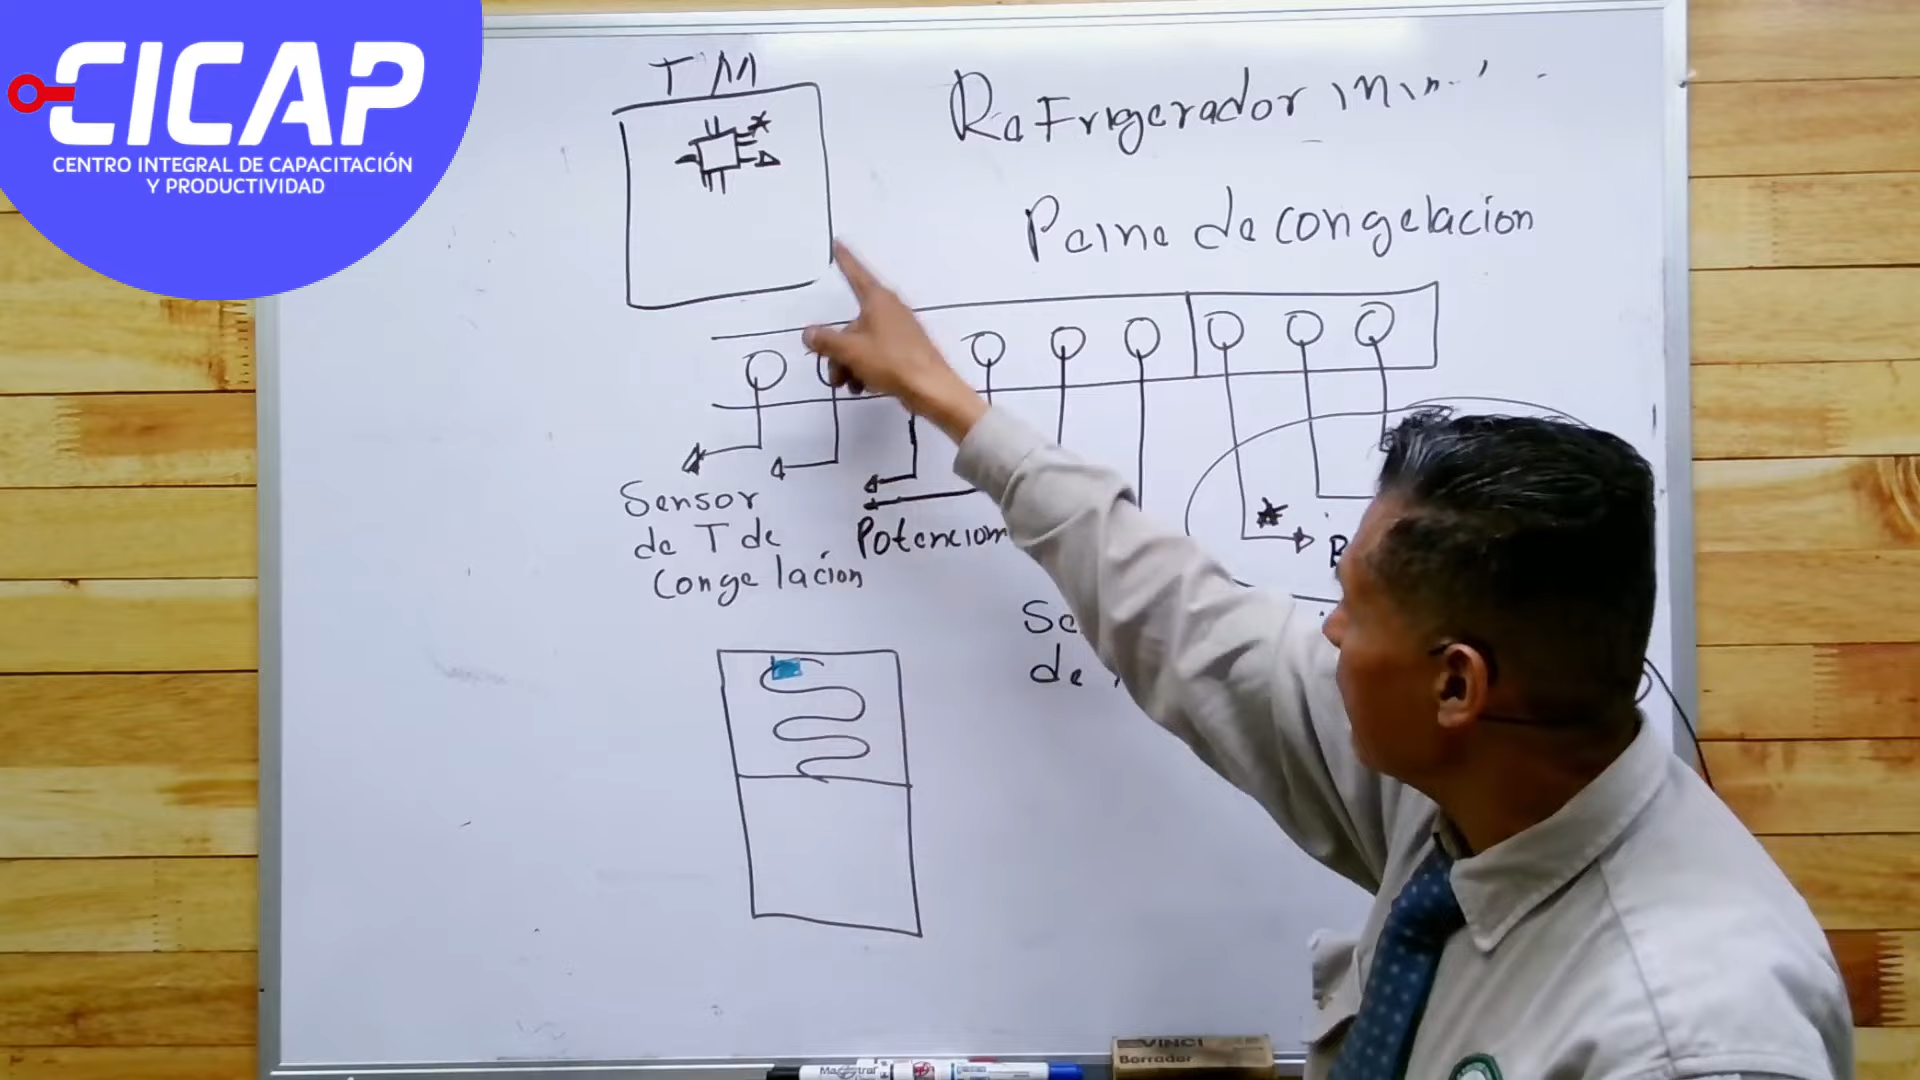 CICAP
CENTRO INTEGRAL DE CAPACITACIÓN
Y PRODUCTIVIDAD
TM
Refrigerador
Peine de congelacion
Sensor
de T de
congelacion
Potenciom
Se
de
B
VINCI
Borrador
Magistral